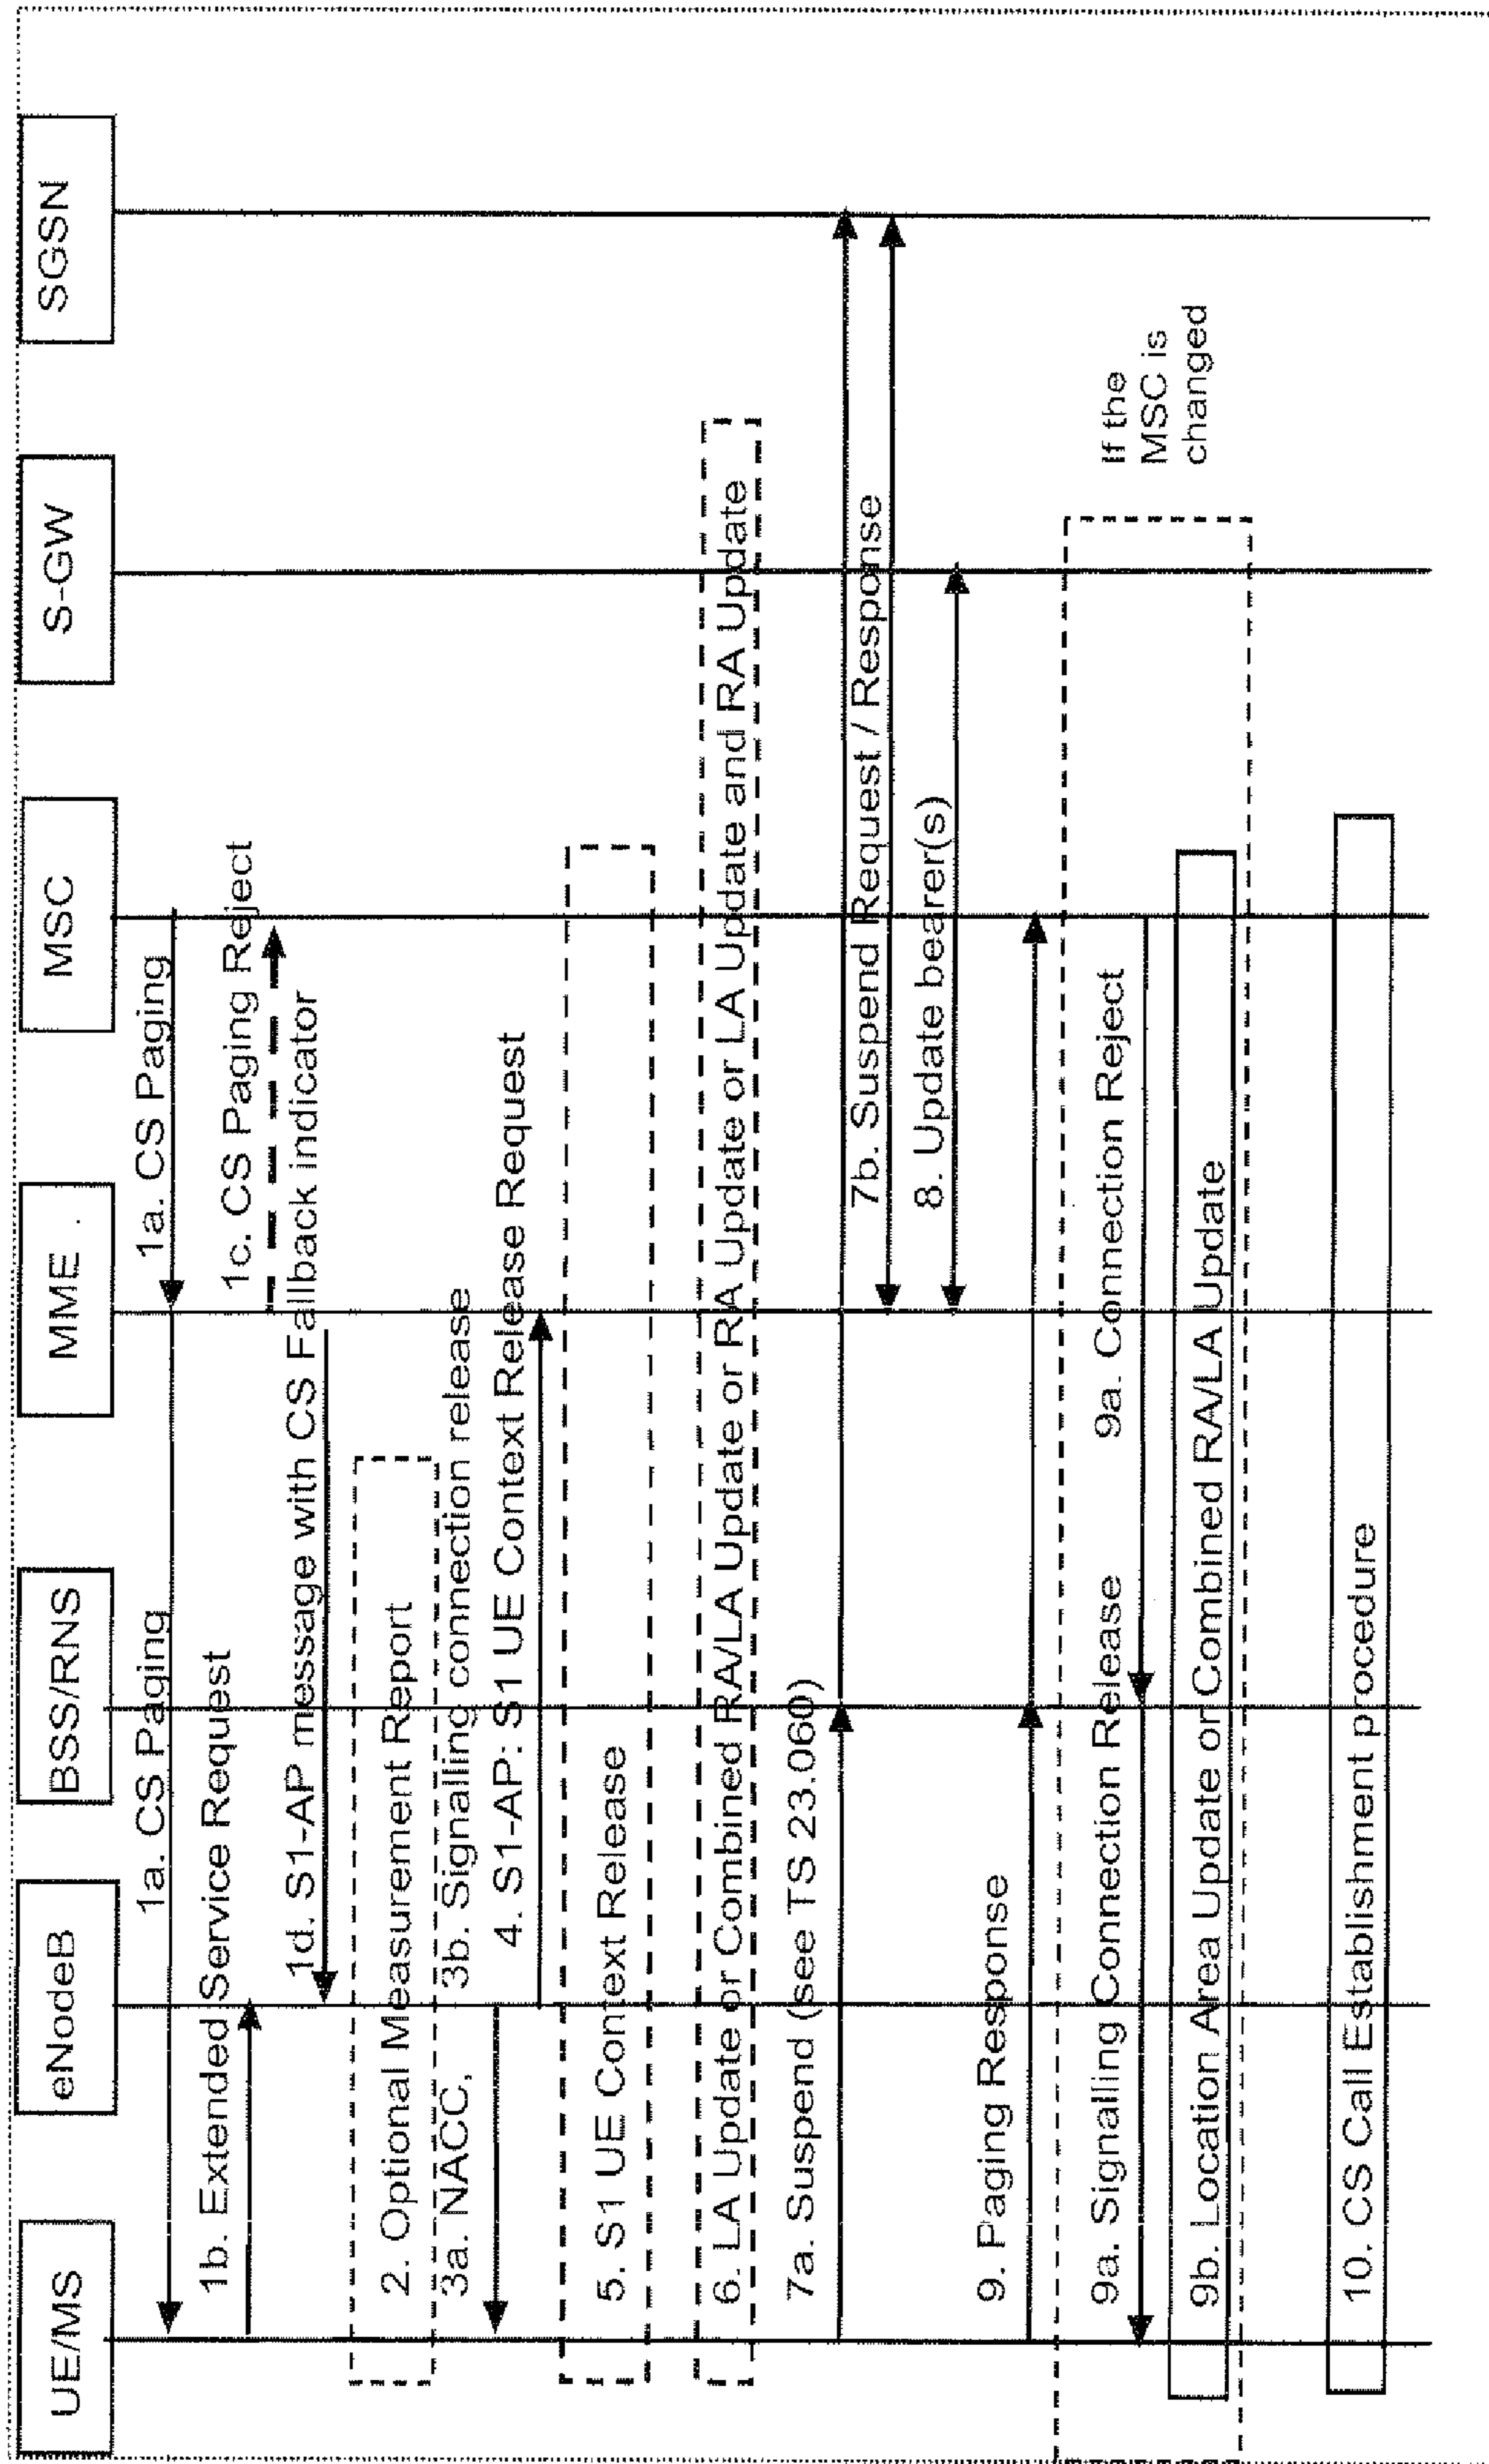 UE/MS
eNodeB
BSS/RNS
MME
MSC
S-GW
SGSN
1a. CS Paging
1a. CS Paging
1b. Extended Service Request
1c. CS Paging Reject
1d. S1-AP message with CS Fallback indicator
2. Optional Measurement Report
3a. NACC,
3b. Signalling connection release
4. S1-AP: S1 UE Context Release Request
5. S1 UE Context Release
6. LA Update or Combined RA/LA Update or RA Update or LA Update and RA Update
7a. Suspend (see TS 23.060)
7b. Suspend Request / Response
8. Update bearer(s)
9. Paging Response
If the
MSC is
changed
9a. Signalling Connection Release
9a. Connection Reject
9b. Location Area Update or Combined RA/LA Update
10. CS Call Establishment procedure